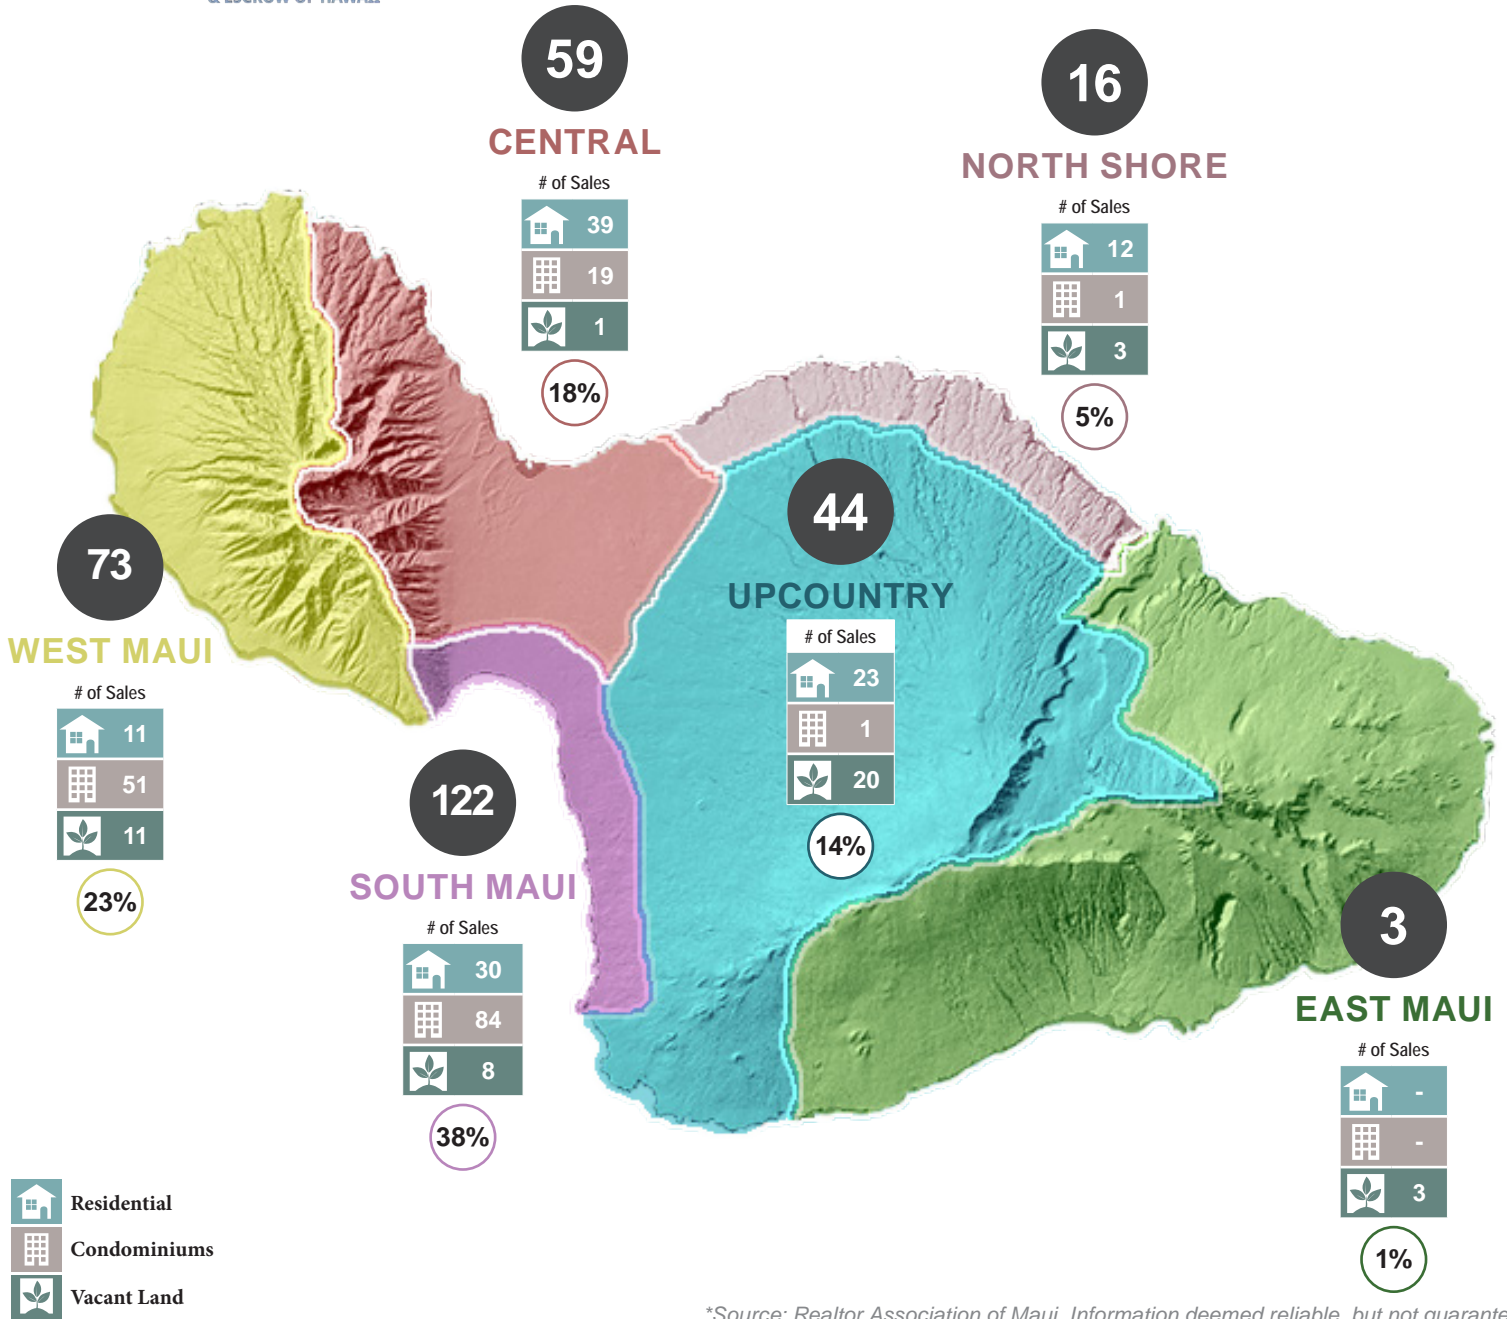 & ESCROW OF HAWAII
59
CENTRAL
# of Sales
39
19
1
18%
16
NORTH SHORE
# of Sales
12
1
3
5%
73
WEST MAUI
# of Sales
11
51
11
23%
44
UPCOUNTRY
# of Sales
23
1
20
14%
122
SOUTH MAUI
# of Sales
30
84
8
38%
3
EAST MAUI
# of Sales
-
-
3
1%
Residential
Condominiums
Vacant Land
*Source: Realtor Association of Maui. Information deemed reliable, but not guarante